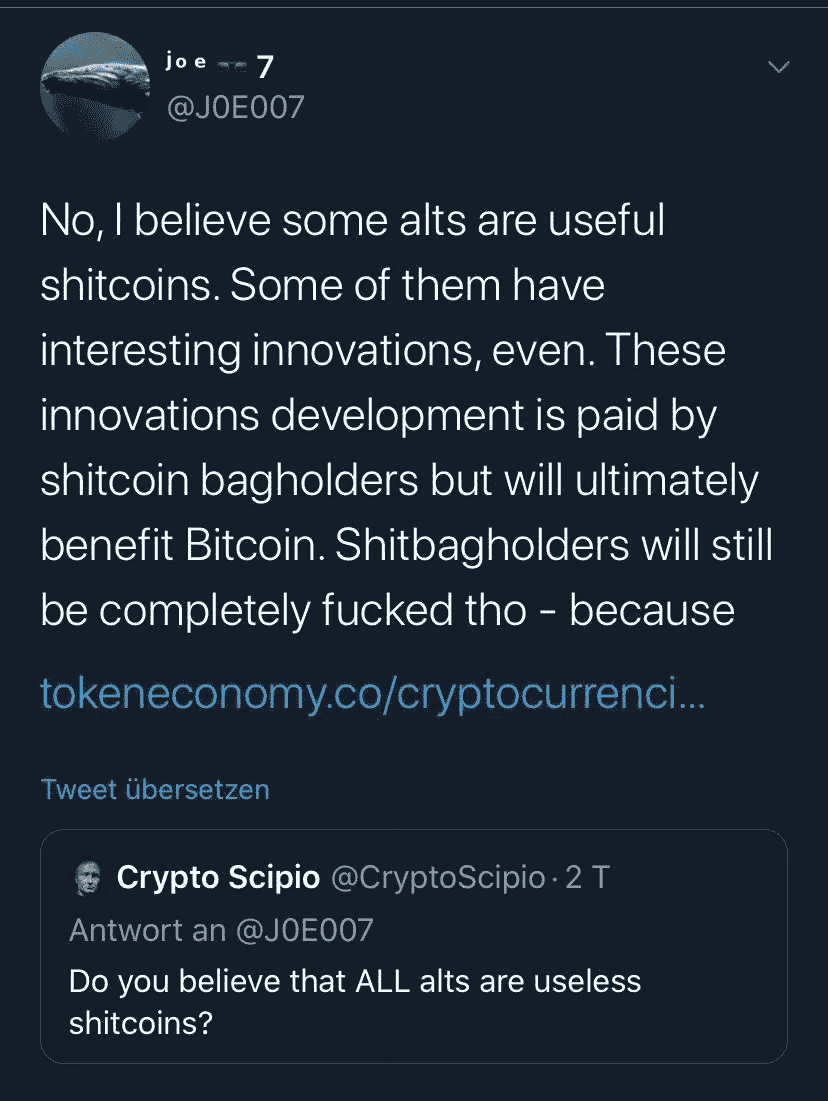 joe 7
@J0E007
No, I believe some alts are useful
shitcoins. Some of them have
interesting innovations, even. These
innovations development is paid by
shitcoin bagholders but will ultimately
benefit Bitcoin. Shitbagholders will still
be completely fucked tho - because
tokeneconomy.co/cryptocurrenci...
Tweet übersetzen
Crypto Scipio @CryptoScipio · 2 T
Antwort an @J0E007
Do you believe that ALL alts are useless
shitcoins?